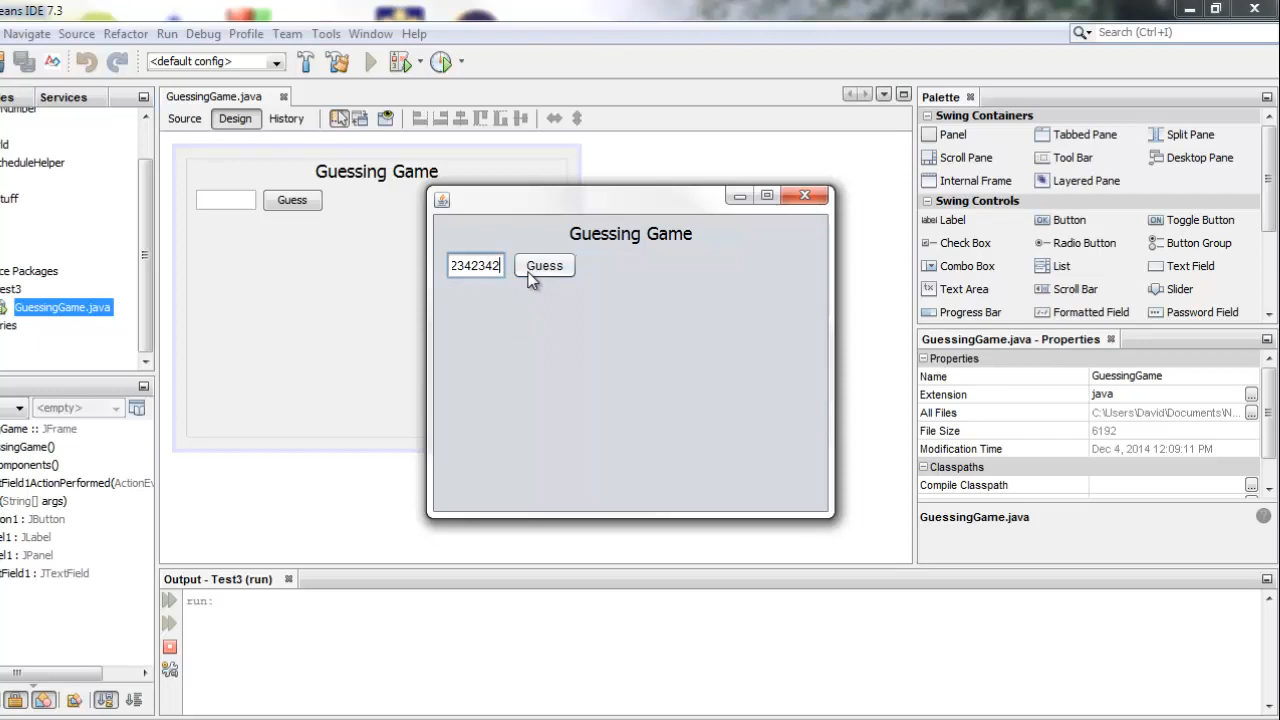 eans IDE 7.3
Navigate Source Refactor Run Debug Profile Team Tools Window Help
Search (Ctrl+I)
<default config>
es Services
Number
ld
cheduleHelper
tuff
ce Packages
est3
GuessingGame.java
ries
<empty>
Game :: JFrame
ssingGame()
omponents()
xtField1ActionPerformed(ActionEv
(String[] args)
on1 : JButton
el1 : JLabel
el1 : JPanel
Field1 : JTextField
GuessingGame.java
Source Design History
Guessing Game
Guess
Guessing Game
2342342 Guess
Palette
Swing Containers
Panel Tabbed Pane Split Pane
Scroll Pane Tool Bar Desktop Pane
Internal Frame Layered Pane
Swing Controls
label Label OK Button ON Toggle Button
Check Box Radio Button Button Group
Combo Box List Text Field
Text Area Scroll Bar Slider
Progress Bar Formatted Field Password Field
GuessingGame.java - Properties
Properties
Name GuessingGame
Extension java
All Files C:\Users\David\Documents\N
File Size 6192
Modification Time Dec 4, 2014 12:09:11 PM
Classpaths
Compile Classpath
GuessingGame.java
Output - Test3 (run)
run: